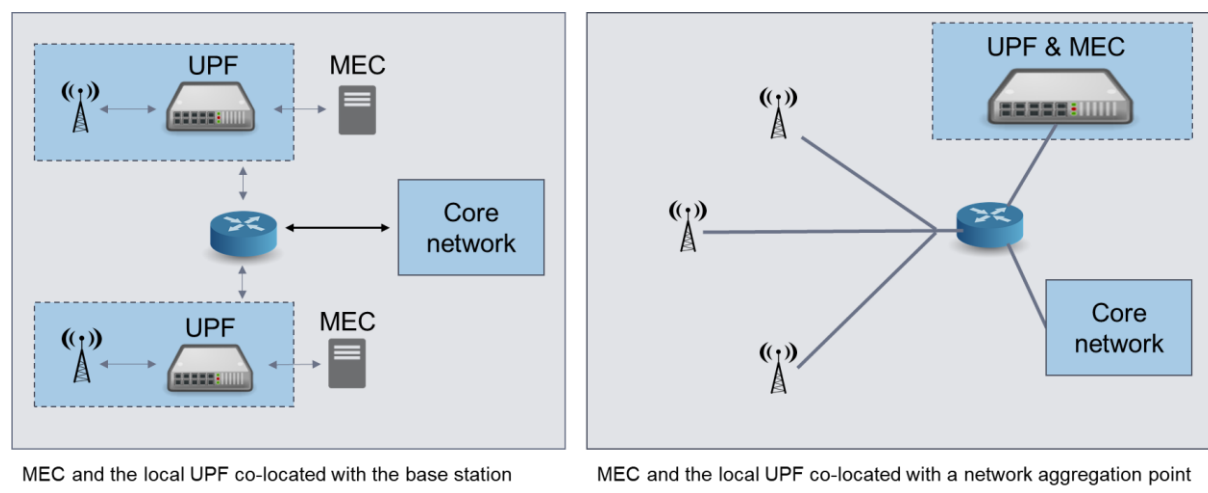 UPF
MEC
Core
network
UPF
MEC
MEC and the local UPF co-located with the base station
UPF & MEC
Core
network
MEC and the local UPF co-located with a network aggregation point